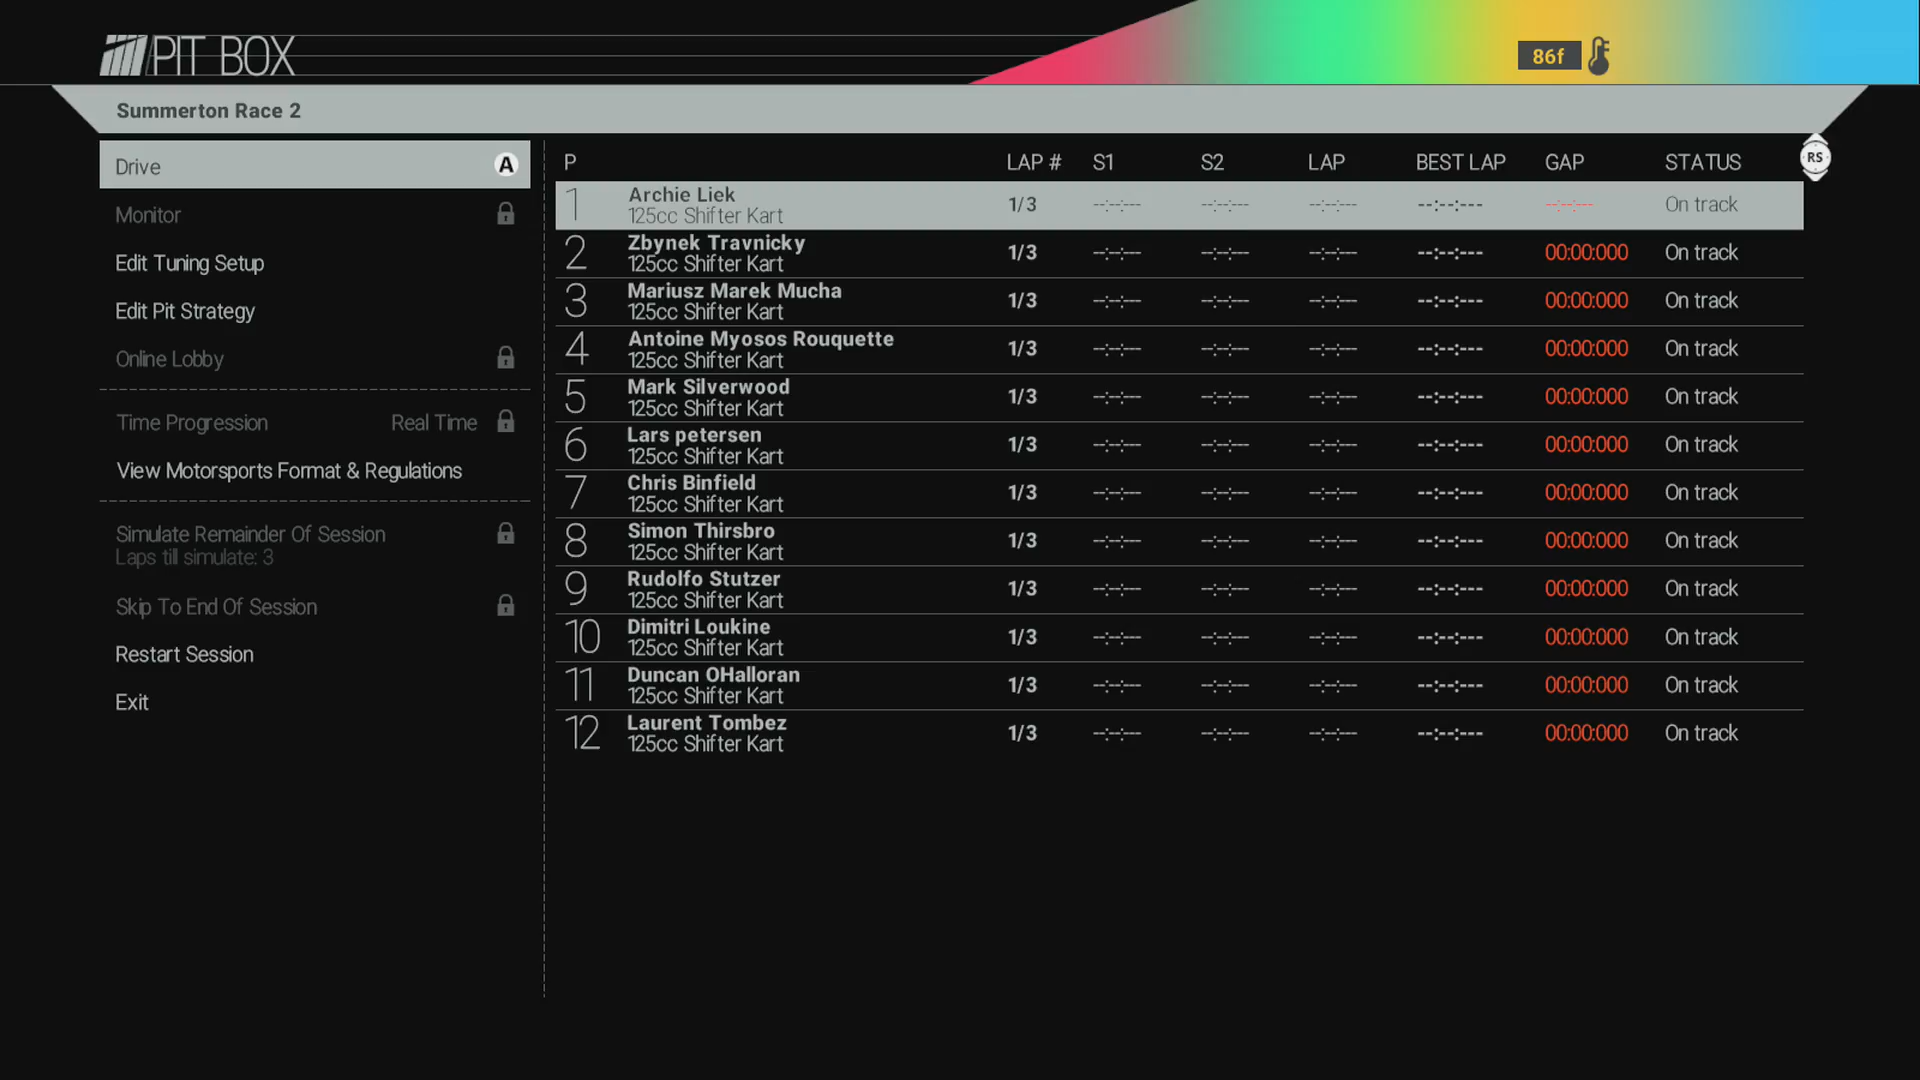 PIT BOX
86f
Summerton Race 2
Drive A
Monitor
Edit Tuning Setup
Edit Pit Strategy
Online Lobby
Time Progression Real Time
View Motorsports Format & Regulations
Simulate Remainder Of Session
Laps till simulate: 3
Skip To End Of Session
Restart Session
Exit
P LAP # S1 S2 LAP BEST LAP GAP STATUS RS
1 Archie Liek 1/3 --:--:--- --:--:--- --:--:--- --:--:--- --:--:--- On track
125cc Shifter Kart
2 Zbynek Travnicky 1/3 --:--:--- --:--:--- --:--:--- --:--:--- 00:00:000 On track
125cc Shifter Kart
3 Mariusz Marek Mucha 1/3 --:--:--- --:--:--- --:--:--- --:--:--- 00:00:000 On track
125cc Shifter Kart
4 Antoine Myosos Rouquette 1/3 --:--:--- --:--:--- --:--:--- --:--:--- 00:00:000 On track
125cc Shifter Kart
5 Mark Silverwood 1/3 --:--:--- --:--:--- --:--:--- --:--:--- 00:00:000 On track
125cc Shifter Kart
6 Lars petersen 1/3 --:--:--- --:--:--- --:--:--- --:--:--- 00:00:000 On track
125cc Shifter Kart
7 Chris Binfield 1/3 --:--:--- --:--:--- --:--:--- --:--:--- 00:00:000 On track
125cc Shifter Kart
8 Simon Thirsbro 1/3 --:--:--- --:--:--- --:--:--- --:--:--- 00:00:000 On track
125cc Shifter Kart
9 Rudolfo Stutzer 1/3 --:--:--- --:--:--- --:--:--- --:--:--- 00:00:000 On track
125cc Shifter Kart
10 Dimitri Loukine 1/3 --:--:--- --:--:--- --:--:--- --:--:--- 00:00:000 On track
125cc Shifter Kart
11 Duncan OHalloran 1/3 --:--:--- --:--:--- --:--:--- --:--:--- 00:00:000 On track
125cc Shifter Kart
12 Laurent Tombez 1/3 --:--:--- --:--:--- --:--:--- --:--:--- 00:00:000 On track
125cc Shifter Kart